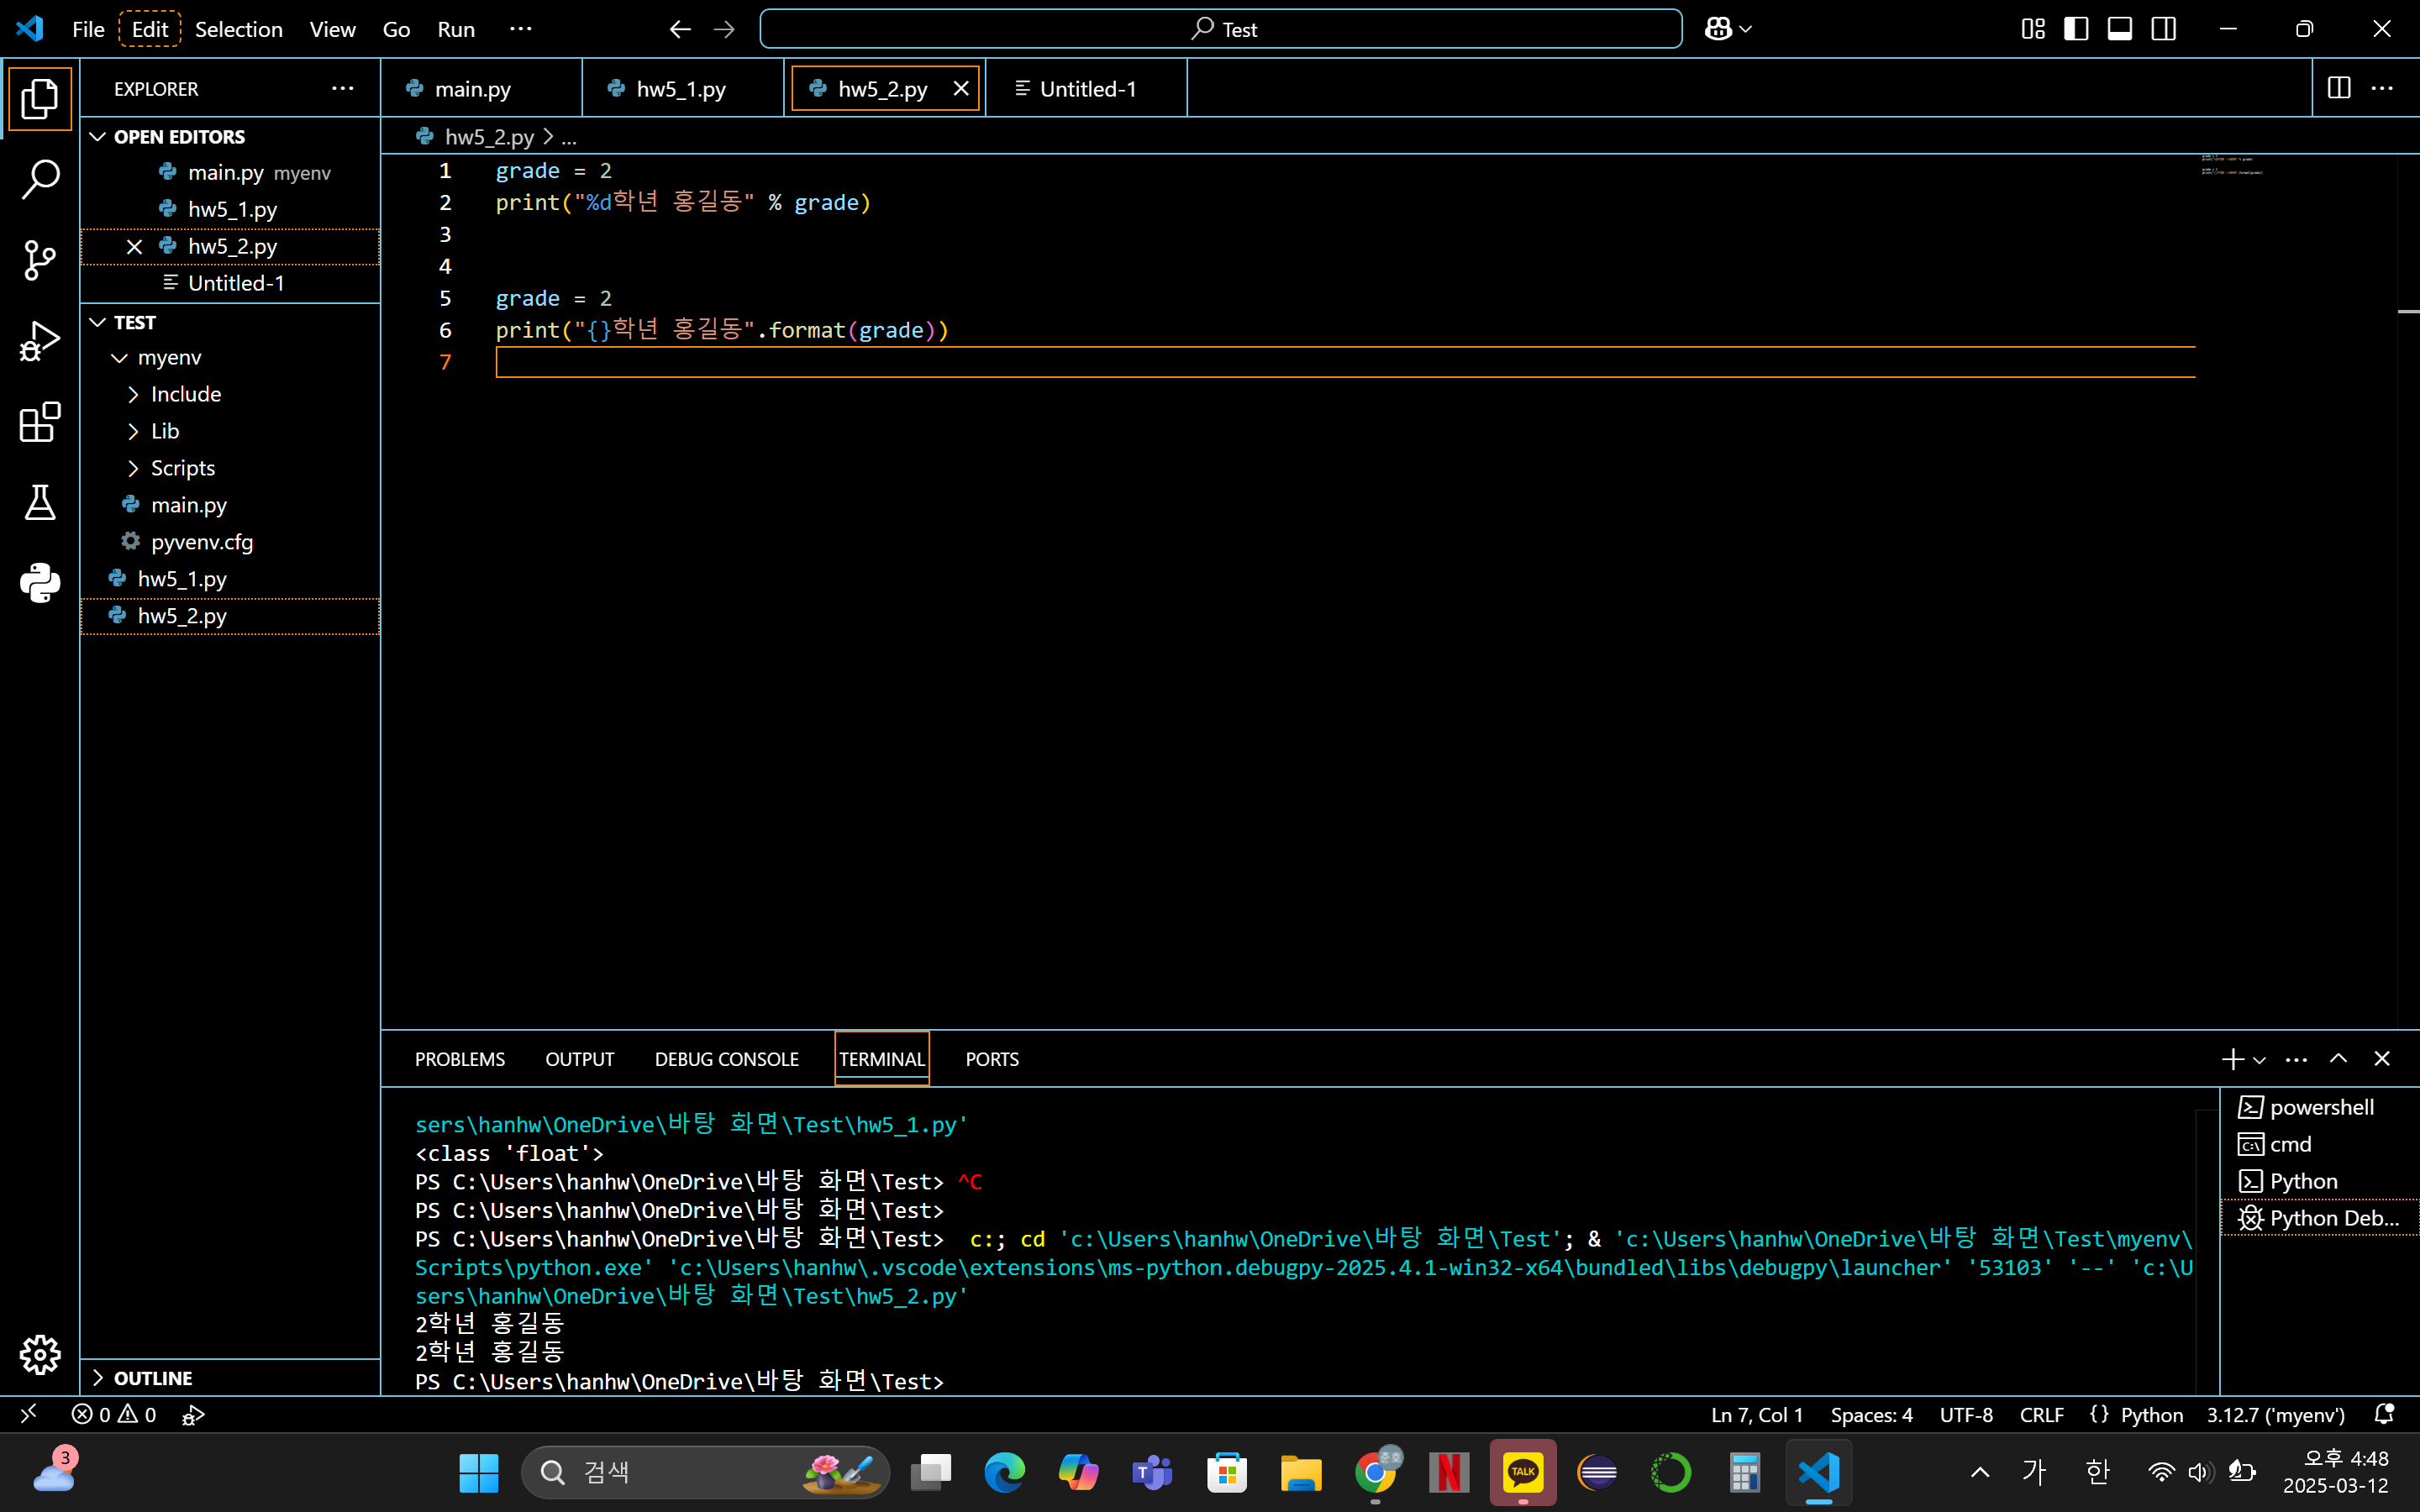 File Edit Selection View Go Run ··· Test
EXPLORER ···
main.py hw5_1.py hw5_2.py Untitled-1
OPEN EDITORS
main.py myenv
hw5_1.py
hw5_2.py
Untitled-1
TEST
myenv
Include
Lib
Scripts
main.py
pyvenv.cfg
hw5_1.py
hw5_2.py
OUTLINE
hw5_2.py > ...
1 grade = 2
2 print("%d학년 홍길동" % grade)
3
4
5 grade = 2
6 print("{}학년 홍길동".format(grade))
7
PROBLEMS OUTPUT DEBUG CONSOLE TERMINAL PORTS
sers\hanhw\OneDrive\바탕 화면\Test\hw5_1.py'
<class 'float'>
PS C:\Users\hanhw\OneDrive\바탕 화면\Test> ^C
PS C:\Users\hanhw\OneDrive\바탕 화면\Test>
PS C:\Users\hanhw\OneDrive\바탕 화면\Test>  c:; cd 'c:\Users\hanhw\OneDrive\바탕 화면\Test'; & 'c:\Users\hanhw\OneDrive\바탕 화면\Test\myenv\
Scripts\python.exe' 'c:\Users\hanhw\.vscode\extensions\ms-python.debugpy-2025.4.1-win32-x64\bundled\libs\debugpy\launcher' '53103' '--' 'c:\U
sers\hanhw\OneDrive\바탕 화면\Test\hw5_2.py'
2학년 홍길동
2학년 홍길동
PS C:\Users\hanhw\OneDrive\바탕 화면\Test>
powershell
cmd
Python
Python Deb...
0 0 Ln 7, Col 1 Spaces: 4 UTF-8 CRLF {} Python 3.12.7 ('myenv')
3 검색 T N TALK 가 한 오후 4:48
2025-03-12